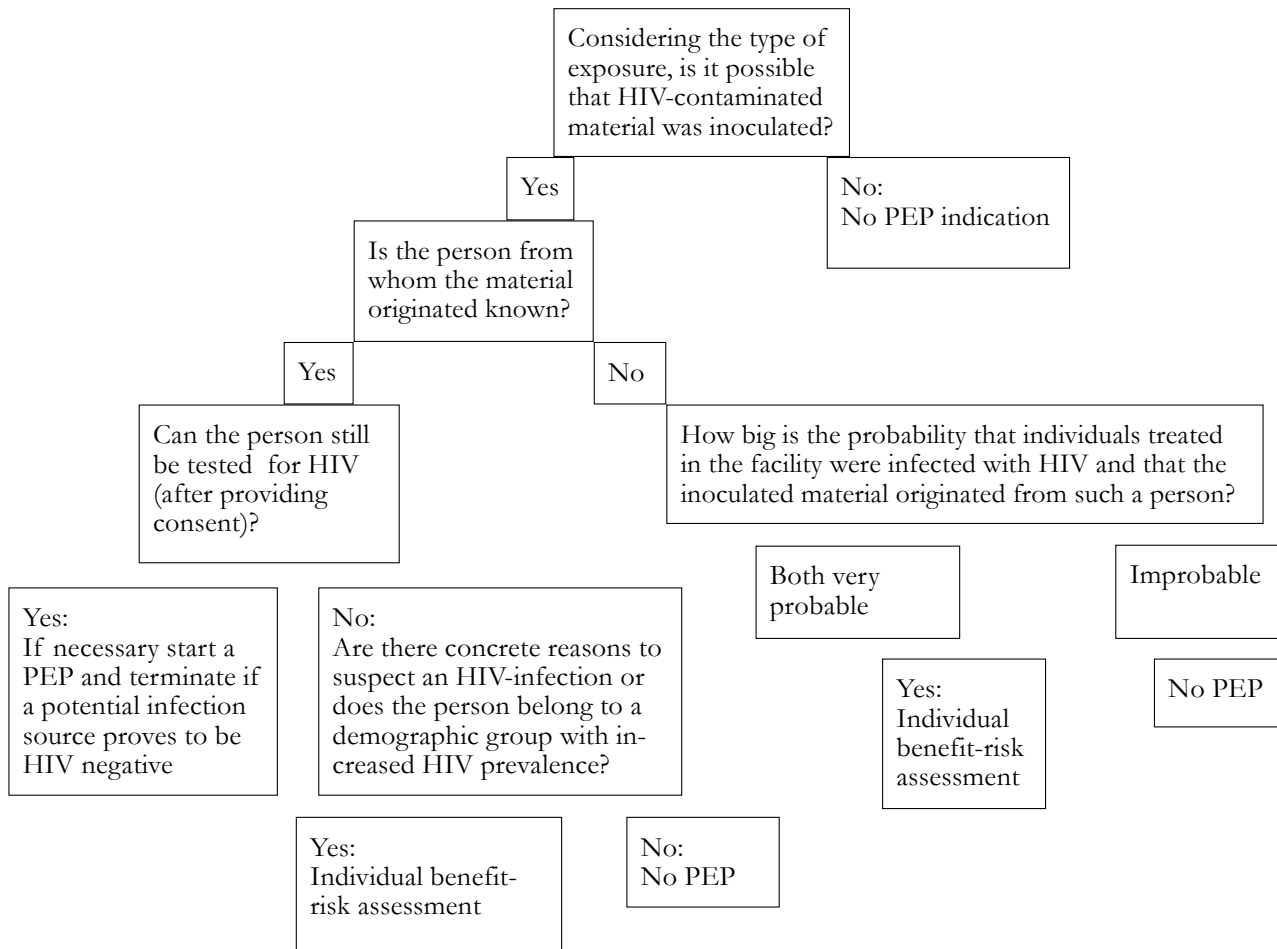 Considering the type of
exposure, is it possible
that HIV-contaminated
material was inoculated?
Yes
No:
No PEP indication
Is the person from
whom the material
originated known?
Yes
No
Can the person still
be tested for HIV
(after providing
consent)?
How big is the probability that individuals treated
in the facility were infected with HIV and that the
inoculated material originated from such a person?
Both very
probable
Improbable
Yes:
If necessary start a
PEP and terminate if
a potential infection
source proves to be
HIV negative
No:
Are there concrete reasons to
suspect an HIV-infection or
does the person belong to a
demographic group with in-
creased HIV prevalence?
Yes:
Individual
benefit-risk
assessment
No PEP
Yes:
Individual benefit-
risk assessment
No:
No PEP